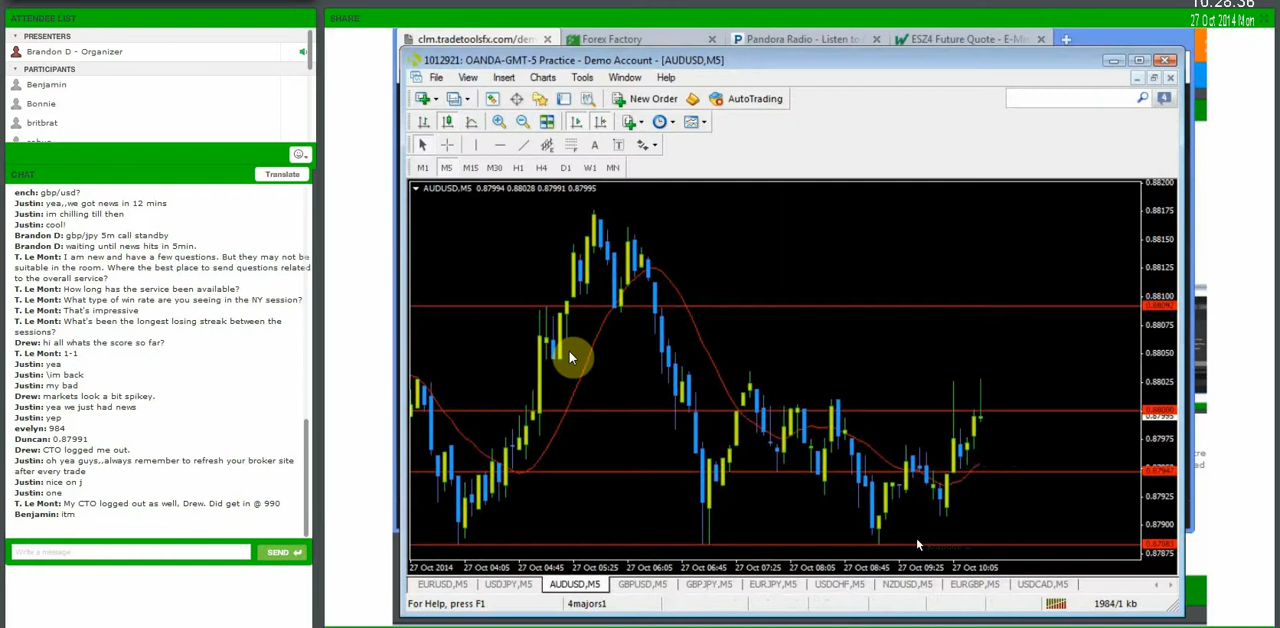 10:28:36
27 Oct 2014 Mon
ATTENDEE LIST
PRESENTERS
Brandon D - Organizer
PARTICIPANTS
Benjamin
Bonnie
britbrat
CHAT
Translate
ench: gbp/usd?
Justin: yea,,we got news in 12 mins
Justin: im chilling till then
Justin: cool!
Brandon D: gbp/jpy 5m call standby
Brandon D: waiting until news hits in 5min.
T. Le Mont: I am new and have a few questions. But they may not be
suitable in the room. Where the best place to send questions related
to the overall service?
T. Le Mont: How long has the service been available?
T. Le Mont: What type of win rate are you seeing in the NY session?
T. Le Mont: That's impressive
T. Le Mont: What's been the longest losing streak between the
sessions?
Drew: hi all whats the score so far?
T. Le Mont: 1-1
Justin: yea
Justin: \im back
Justin: my bad
Drew: markets look a bit spikey.
Justin: yea we just had news
Justin: yep
evelyn: 984
Duncan: 0.87991
Drew: CTO logged me out.
Justin: oh yea guys,,always remember to refresh your broker site
after every trade
Justin: nice on j
Justin: one
T. Le Mont: My CTO logged out as well, Drew. Did get in @ 990
Benjamin: itm
Write a message
SEND
SHARE
clm.tradetoolsfx.com/dem
Forex Factory
Pandora Radio - Listen to
ESZ4 Future Quote - E-Mi
1012921: OANDA-GMT-5 Practice - Demo Account - [AUDUSD,M5]
File View Insert Charts Tools Window Help
New Order AutoTrading
4
M1 M5 M15 M30 H1 H4 D1 W1 MN
AUDUSD,M5 0.87994 0.88028 0.87991 0.87995
0.88200
0.88175
0.88150
0.88125
0.88100
0.88092
0.88075
0.88050
0.88025
0.88000
0.87995
0.87975
0.87947
0.87925
0.87900
0.87883
0.87875
27 Oct 2014 27 Oct 04:05 27 Oct 04:45 27 Oct 05:25 27 Oct 06:05 27 Oct 06:45 27 Oct 07:25 27 Oct 08:05 27 Oct 08:45 27 Oct 09:25 27 Oct 10:05
EURUSD,M5 USDJPY,M5 AUDUSD,M5 GBPUSD,M5 GBPJPY,M5 EURJPY,M5 USDCHF,M5 NZDUSD,M5 EURGBP,M5 USDCAD,M5
For Help, press F1 4majors1 1984/1 kb